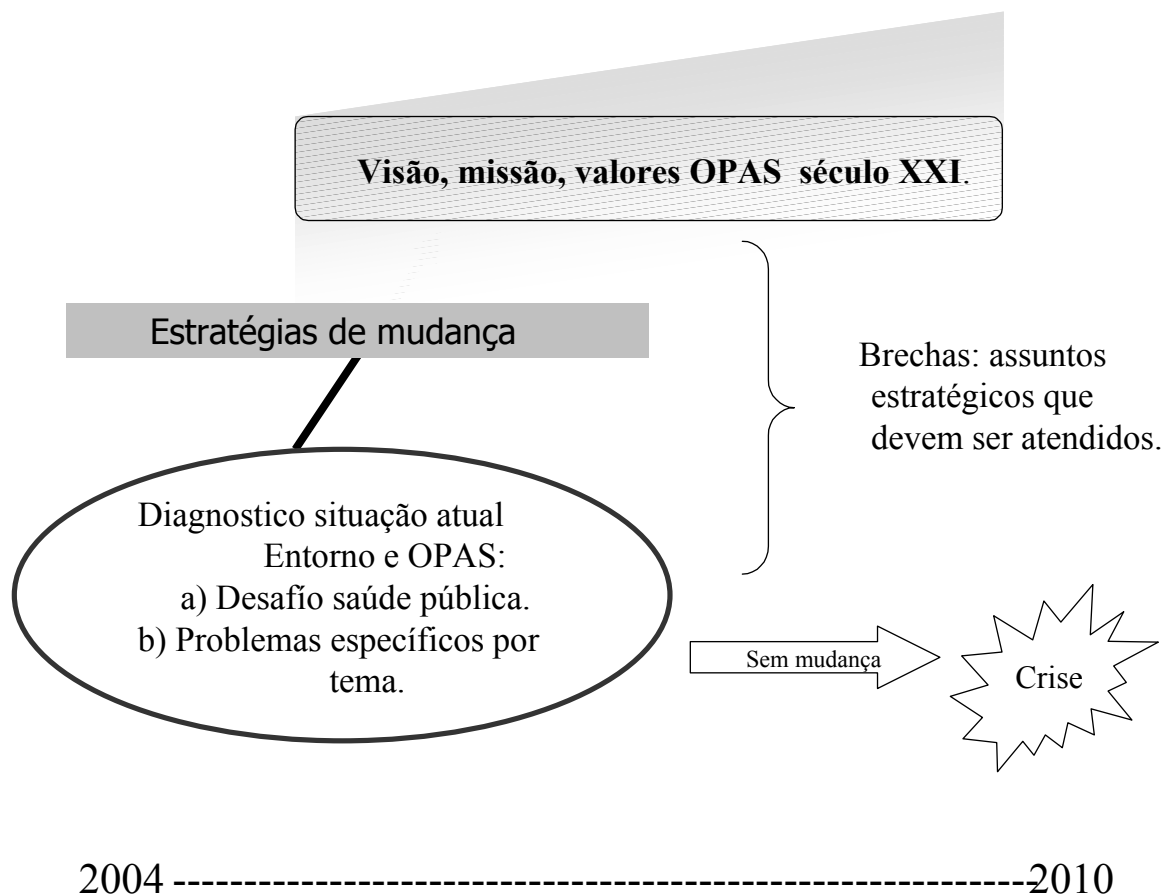 Visão, missão, valores OPAS  século XXI.
Estratégias de mudança
Brechas: assuntos
estratégicos que
devem ser atendidos.
Diagnostico situação atual
Entorno e OPAS:
a) Desafío saúde pública.
b) Problemas específicos por
tema.
Sem mudança
Crise
2004 ----------------------------------------------------------2010